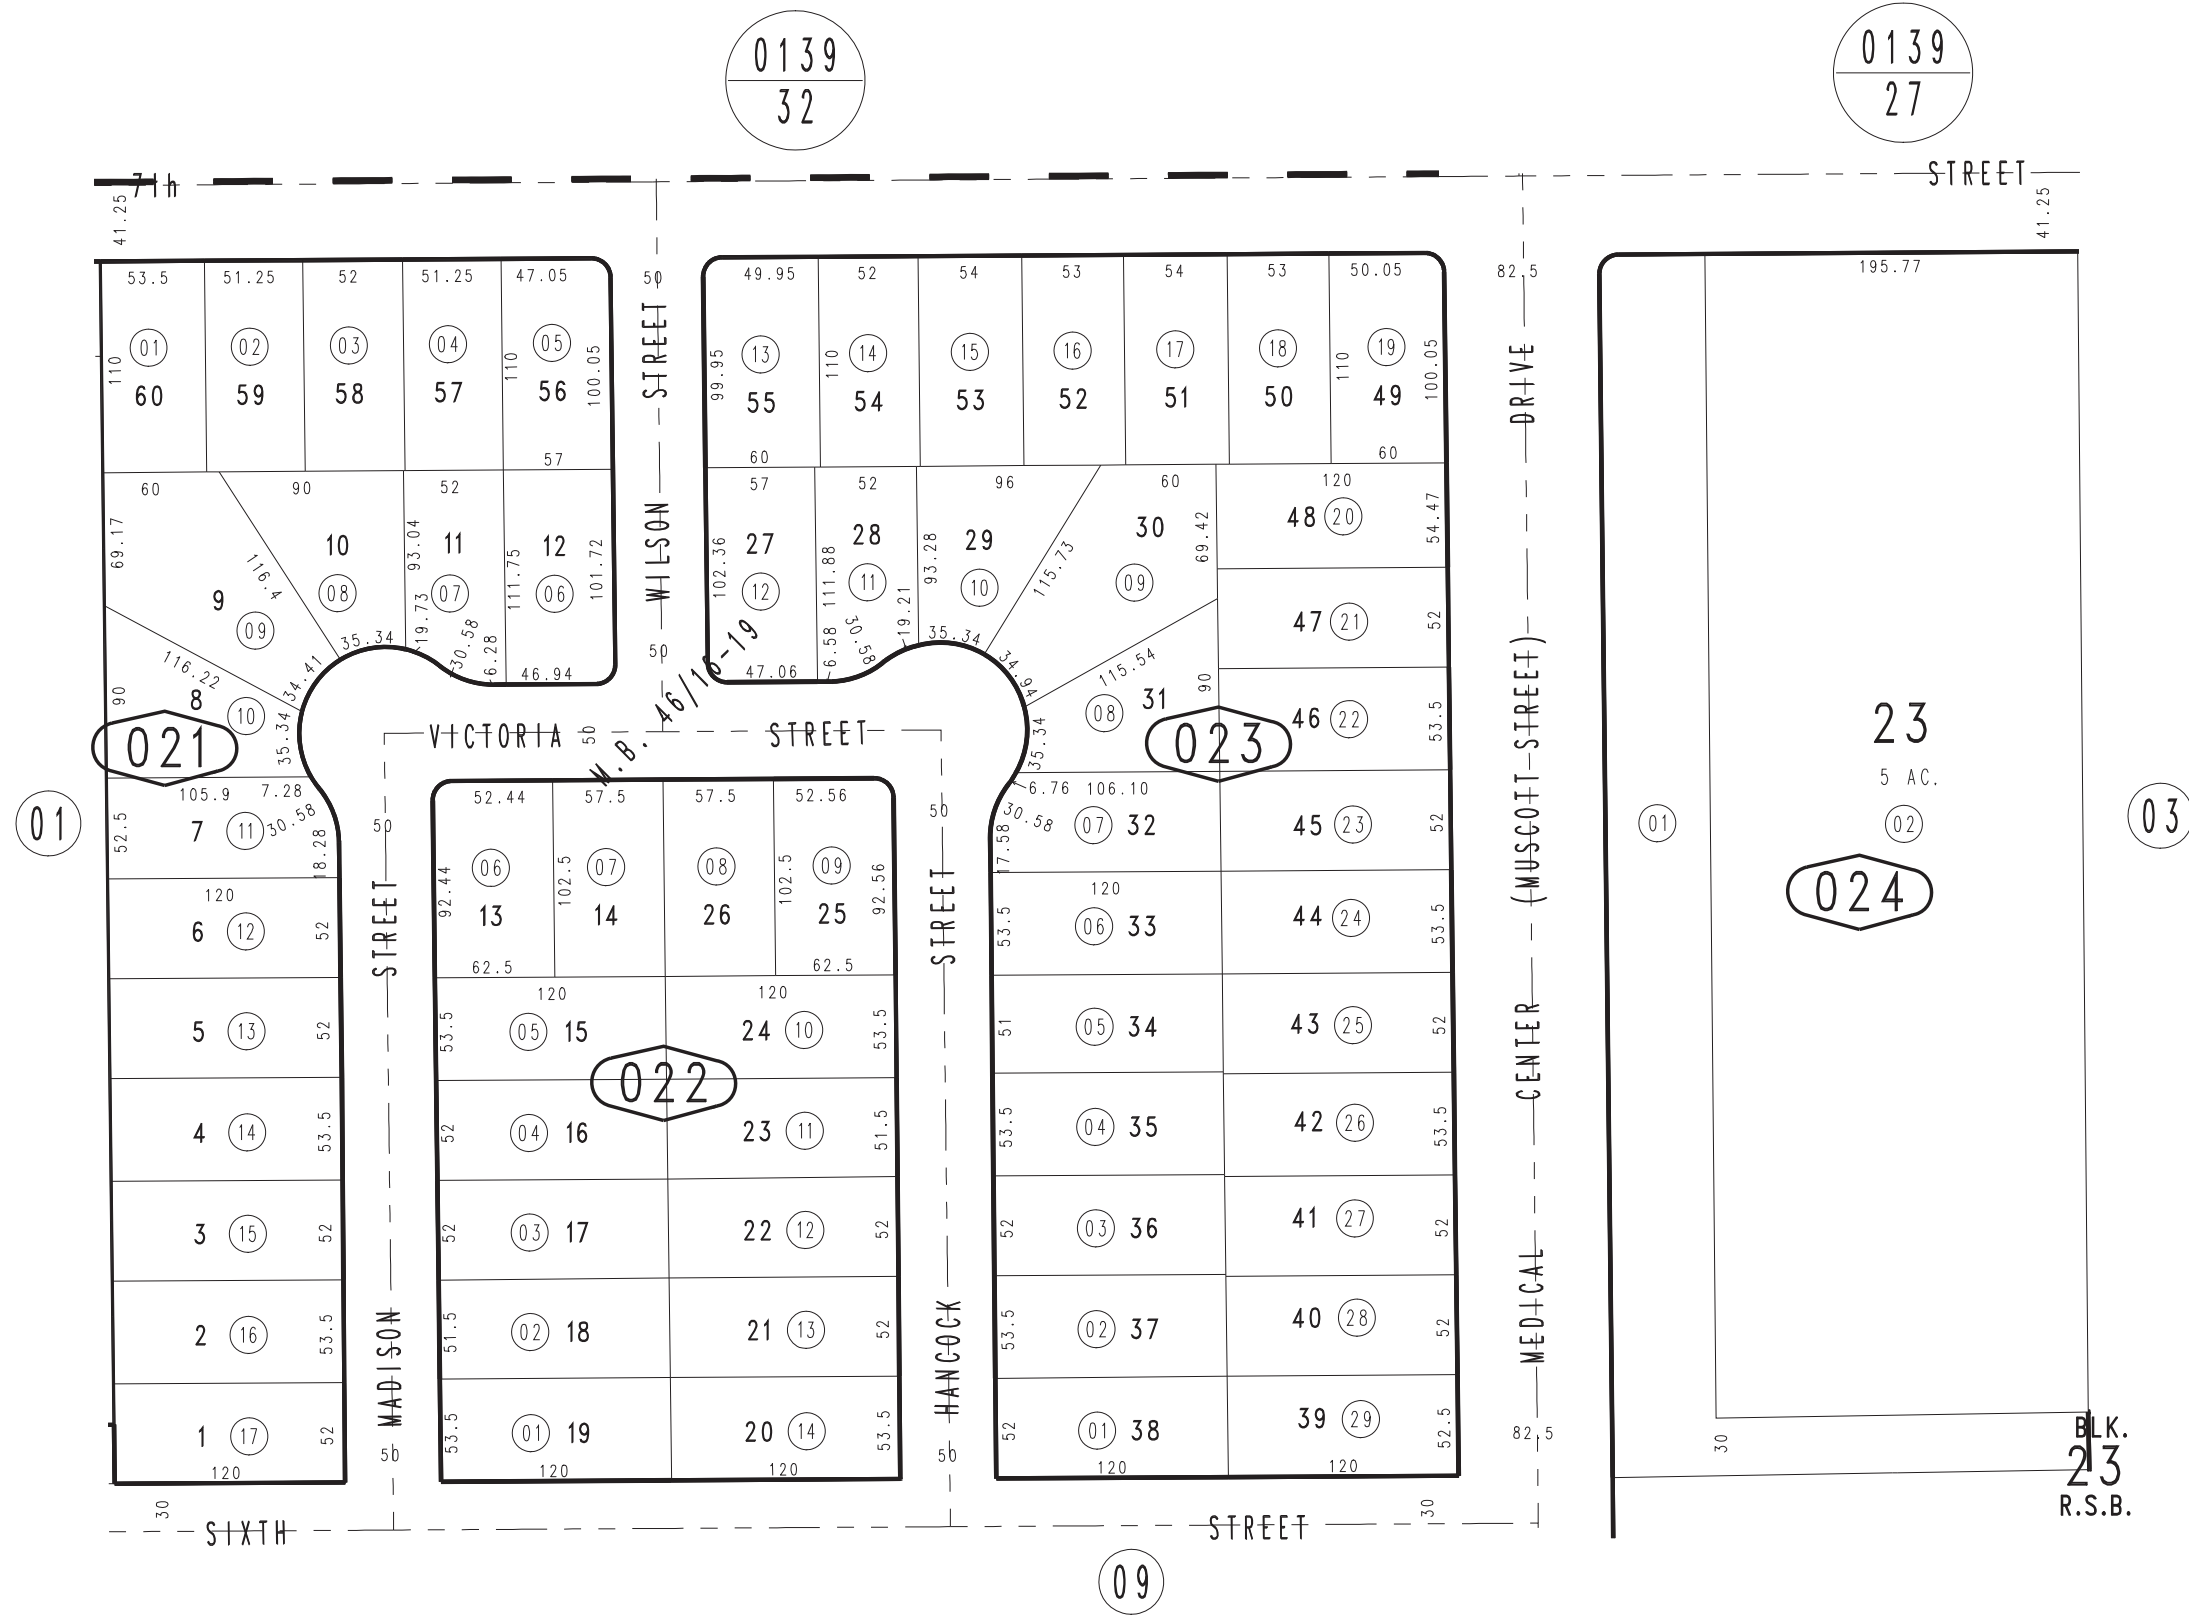 0139
32
0139
27
7th STREET
41.25 41.25
53.5 51.25 52 51.25 47.05 50 49.95 52 54 53 54 53 50.05 82.5 195.77
01 02 03 04 05 13 14 15 16 17 18 19
110 110 100.05 99.95 110 110 100.05
60 59 58 57 56 55 54 53 52 51 50 49
57 60 60
WILSON STREET
60 90 52 57 52 96 60 120
69.17 116.4 93.04 111.75 101.72 102.36 111.88 93.28 115.73 69.42 54.47
10 11 12 27 28 29 30 48 20
08 07 06 12 11 10 09
9 09
47 21 52
19.73 30.58 6.28 6.58 30.58 19.21
35.34 35.34
116.22 34.41 46.94 50 47.06 34.94 115.54
90 8 10 35.34 35.34 08 31 90
46 22 53.5
021
023
VICTORIA 50 STREET
M.B. 46/16-19
105.9 7.28 52.44 57.5 57.5 52.56 6.76 106.10
52.5 7 11 30.58 18.28 50 50 30.58 17.58 07 32 45 23 52
01
06 07 08 09
92.44 102.5 102.5 92.56
13 14 26 25
62.5 62.5
120 120
6 12 52 53.5 06 33 44 24 53.5
120 120
5 13 52 53.5 05 15 24 10 53.5 51 05 34 43 25 52
022
4 14 53.5 52 04 16 23 11 51.5 53.5 04 35 42 26 53.5
3 15 52 52 03 17 22 12 52 52 03 36 41 27 52
2 16 53.5 51.5 02 18 21 13 52 53.5 02 37 40 28 52
1 17 52 53.5 01 19 20 14 53.5 52 01 38 39 29 52.5
120 50 120 120 50 120 120 82.5
MADISON STREET
HANCOCK STREET
MEDICAL CENTER (MUSCOTT STREET) DRIVE
23
5 AC.
01 02
024
03
30
BLK.
23
R.S.B.
30 30
SIXTH STREET
09